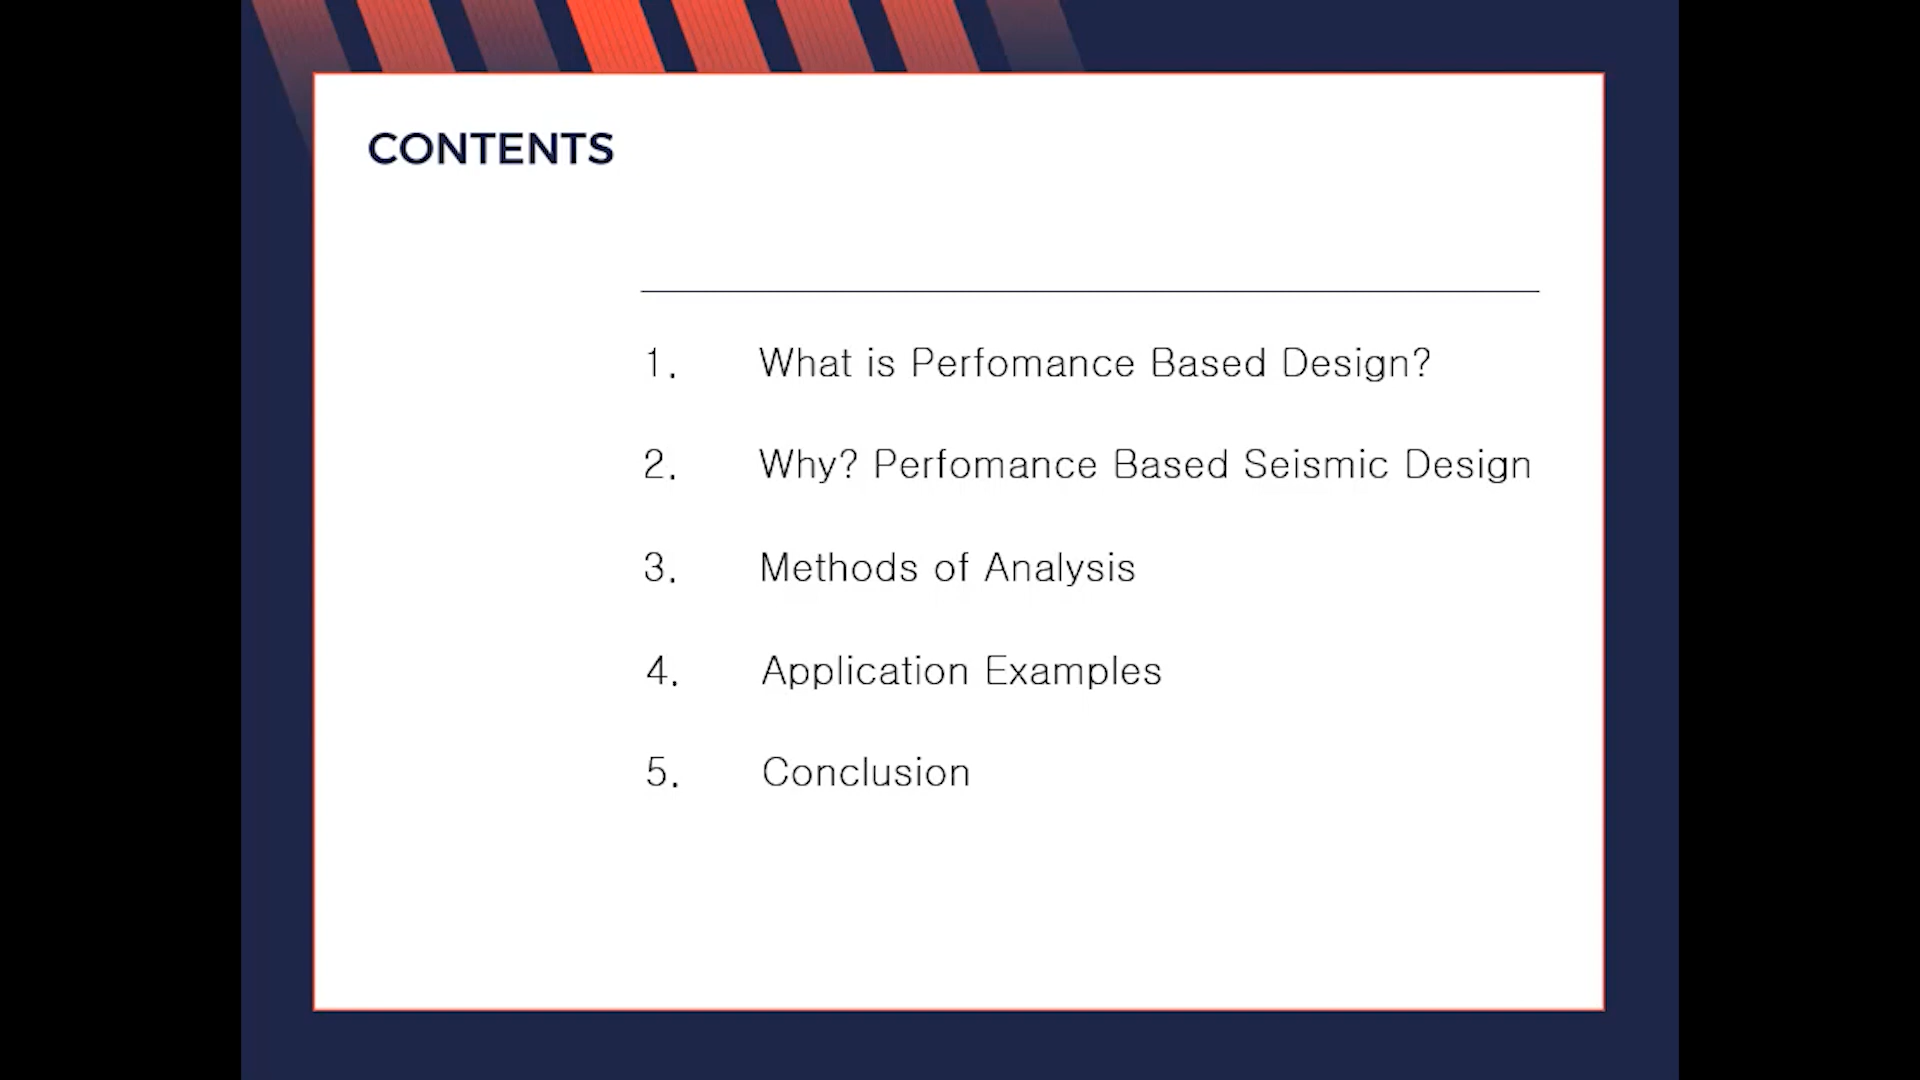 CONTENTS
1. What is Perfomance Based Design?
2. Why? Perfomance Based Seismic Design
3. Methods of Analysis
4. Application Examples
5. Conclusion